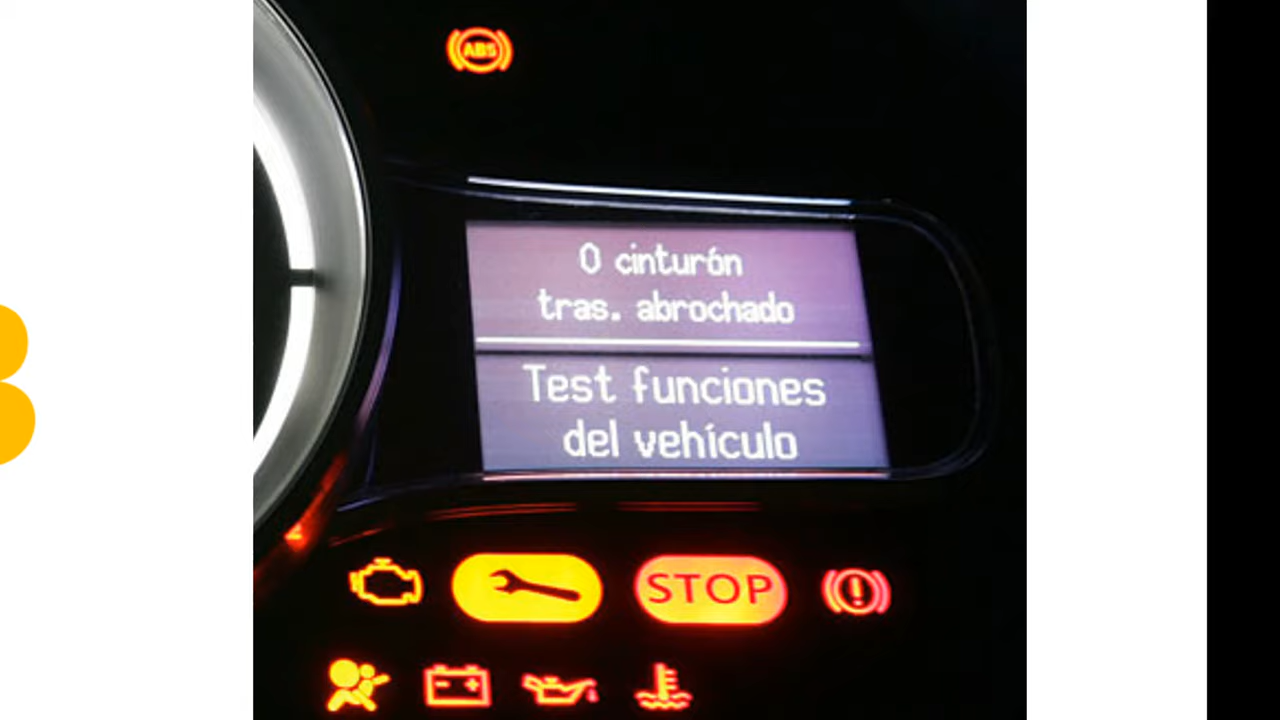 ABS
0 cinturón
tras. abrochado
Test funciones
del vehículo
STOP